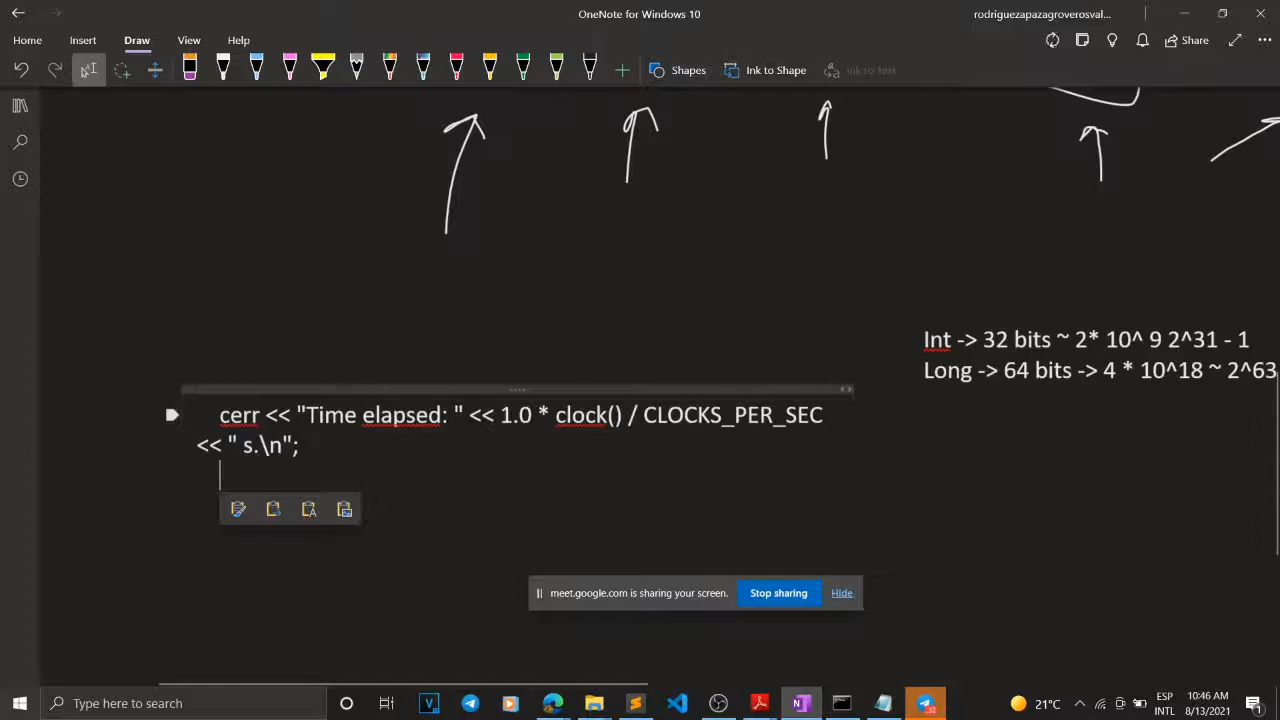 OneNote for Windows 10
rodriguezapazagroverosval...
Home Insert Draw View Help
Share
Shapes
Ink to Shape
Ink to Text
Int -> 32 bits ~ 2* 10^ 9 2^31 - 1
Long -> 64 bits -> 4 * 10^18 ~ 2^63
cerr << "Time elapsed: " << 1.0 * clock() / CLOCKS_PER_SEC
<< " s.\n";
meet.google.com is sharing your screen. Stop sharing Hide
Type here to search
21°C
ESP
INTL
10:46 AM
8/13/2021